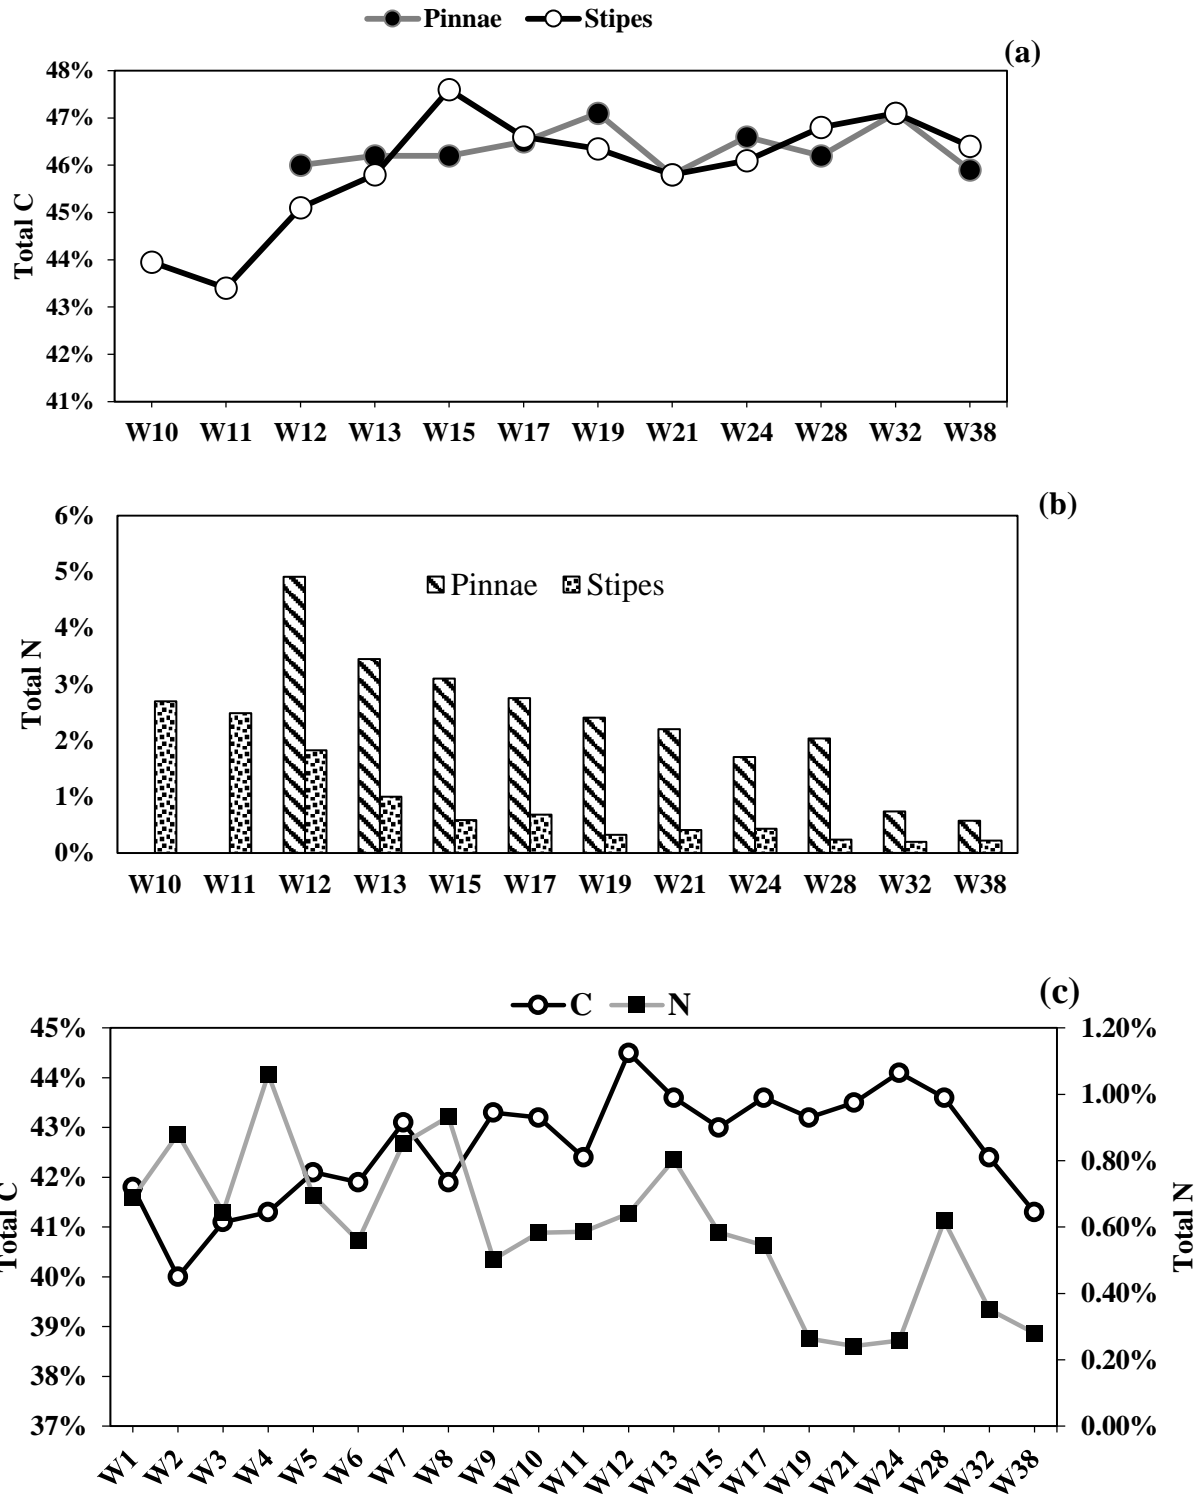 Pinnae Stipes
(a)
48%
47%
46%
45%
44%
43%
42%
41%
Total C
W10 W11 W12 W13 W15 W17 W19 W21 W24 W28 W32 W38
(b)
6%
5%
4%
3%
2%
1%
0%
Total N
Pinnae Stipes
W10 W11 W12 W13 W15 W17 W19 W21 W24 W28 W32 W38
(c)
C N
45%
44%
43%
42%
41%
40%
39%
38%
37%
Total C
1.20%
1.00%
0.80%
0.60%
0.40%
0.20%
0.00%
Total N
W1 W2 W3 W4 W5 W6 W7 W8 W9 W10 W11 W12 W13 W15 W17 W19 W21 W24 W28 W32 W38